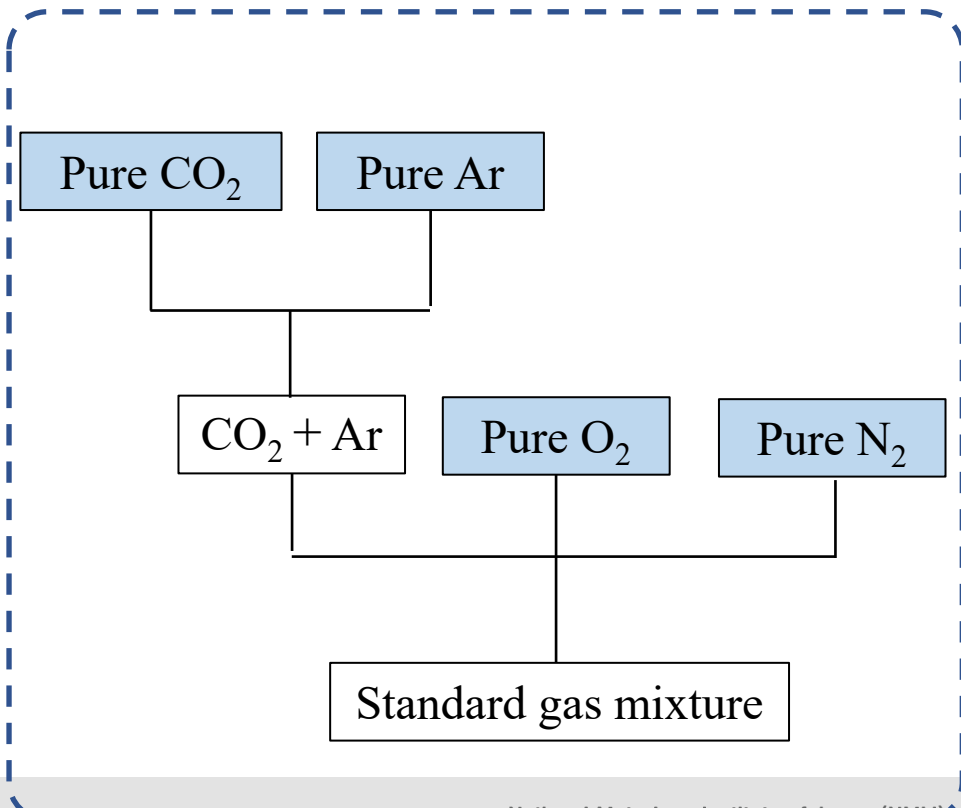 Pure CO₂
Pure Ar
CO₂ + Ar
Pure O₂
Pure N₂
Standard gas mixture